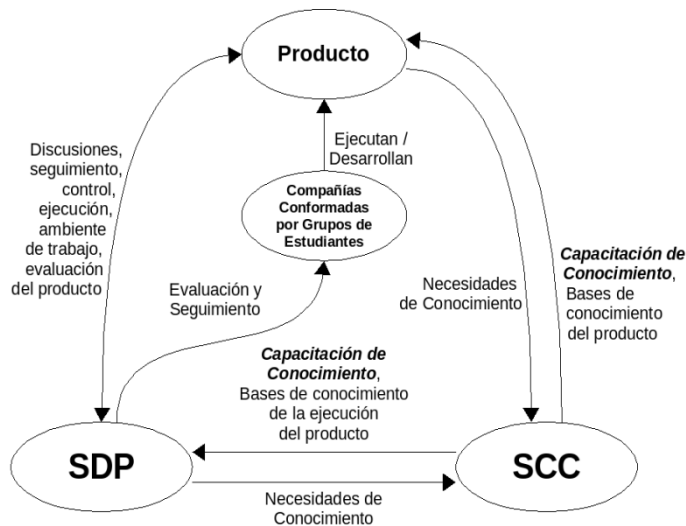 Producto
Ejecutan /
Desarrollan
Discusiones,
seguimiento,
control,
ejecución,
ambiente
de trabajo,
evaluación
del producto
Compañías
Conformadas
por Grupos de
Estudiantes
Capacitación de
Conocimiento,
Bases de
conocimiento
del producto
Necesidades
de Conocimiento
Evaluación y
Seguimiento
Capacitación de
Conocimiento,
Bases de conocimiento
de la ejecución
del producto
SDP
SCC
Necesidades de
Conocimiento